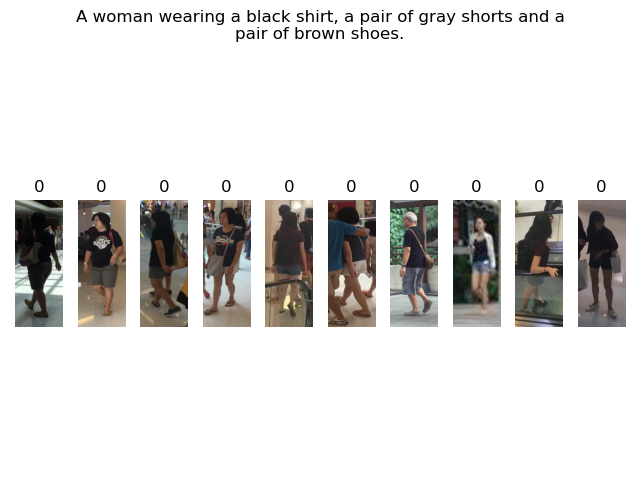 A woman wearing a black shirt, a pair of gray shorts and a
pair of brown shoes.
0 0 0 0 0 0 0 0 0 0